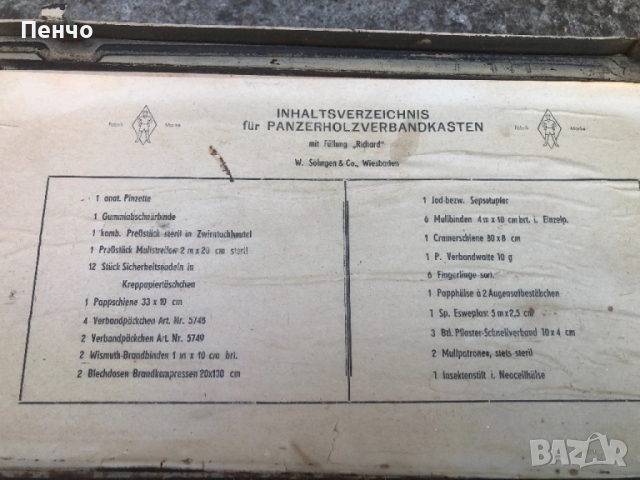 Пенчо
INHALTSVERZEICHNIS
für PANZERHOLZVERBANDKASTEN
mit Füllung „Richard"
W. Söhngen & Co., Wiesbaden
Fabrik Marke
Fabrik Marke
1 anat. Pinzette
1 Gummiabschnürbinde
1 komb. Preßstück steril in Zwirntuchbeutel
1 Preßstück Mullstreifen 2 m x 20 cm steril
12 Stück Sicherheitsnadeln in
Kreppapiertäschchen
1 Pappschiene 33 x 10 cm
4 Verbandpäckchen Art. Nr. 5745
2 Verbandpäckchen Art. Nr. 5749
2 Wismuth-Brandbinden 1 m x 10 cm brt.
2 Blechdosen Brandkompressen 20x130 cm
1 Jod-bezw. Sepsotupfer
6 Mullbinden 4 m x 10 cm brt. i. Einzelp.
1 Cramerschiene 80 x 8 cm
1 P. Verbandwatte 10 g
6 Fingerlinge sort.
1 Papphülse à 2 Augensalbestäbchen
1 Sp. Esweplast 5 m x 2,5 cm
3 Btl. Pflaster-Schnellverband 10 x 4 cm
2 Mullpatronen, stets steril
1 Insektenstift i. Neocellhülse
BAZAR